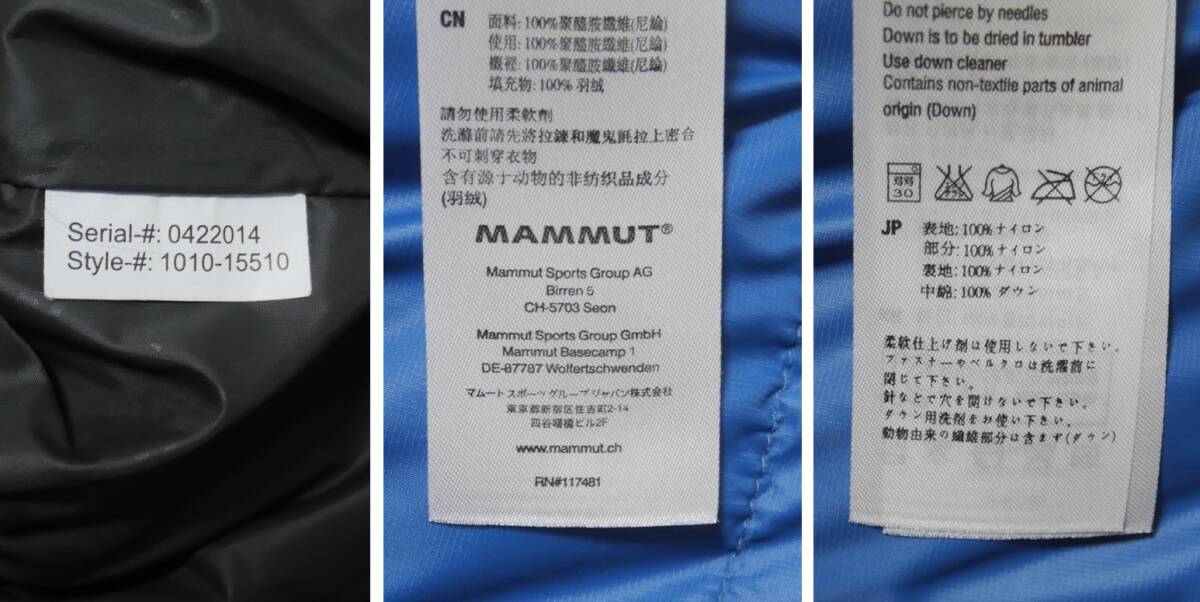 Serial-#: 0422014
Style-#: 1010-15510
CN 面料: 100%聚醯胺纖維(尼綸)
使用: 100%聚醯胺纖維(尼綸)
襯裡: 100%聚醯胺纖維(尼綸)
填充物: 100%羽绒
請勿使用柔軟劑
洗滌前請先將拉鍊和魔鬼氈拉上密合
不可刺穿衣物
含有源于动物的非纺织品成分
(羽绒)
MAMMUT®
Mammut Sports Group AG
Birren 5
CH-5703 Seon
Mammut Sports Group GmbH
Mammut Basecamp 1
DE-87787 Wolfertschwenden
マムートスポーツグループジャパン株式会社
東京都新宿区住吉町2-14
四谷曙橋ビル2F
www.mammut.ch
RN#117481
Do not pierce by needles
Down is to be dried in tumbler
Use down cleaner
Contains non-textile parts of animal
origin (Down)
30
JP 表地: 100%ナイロン
部分: 100%ナイロン
裏地: 100%ナイロン
中綿: 100% ダウン
柔軟仕上げ剤は使用しないで下さい。
ファスナーやベルクロは洗濯前に
閉じて下さい。
針などで穴を開けないで下さい。
ダウン用洗剤をお使い下さい。
動物由来の繊維部分は含まず(ダウン)